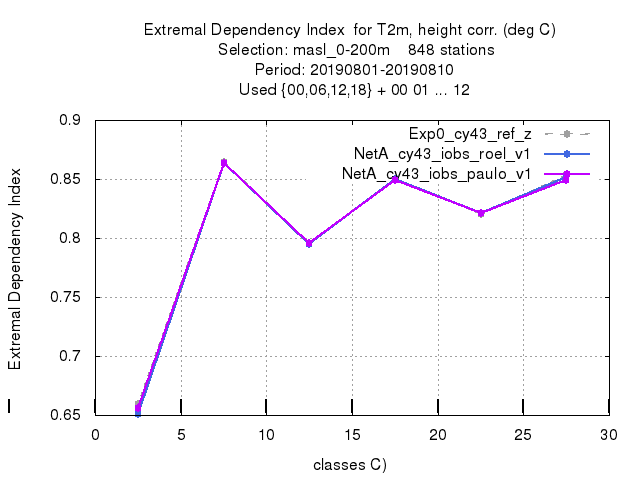 Extremal Dependency Index  for T2m, height corr. (deg C)
Selection: masl_0-200m    848 stations
Period: 20190801-20190810
Used {00,06,12,18} + 00 01 ... 12
Exp0_cy43_ref_z
NetA_cy43_iobs_roel_v1
NetA_cy43_iobs_paulo_v1
Extremal Dependency Index
0.9
0.85
0.8
0.75
0.7
0.65
0 5 10 15 20 25 30
classes C)